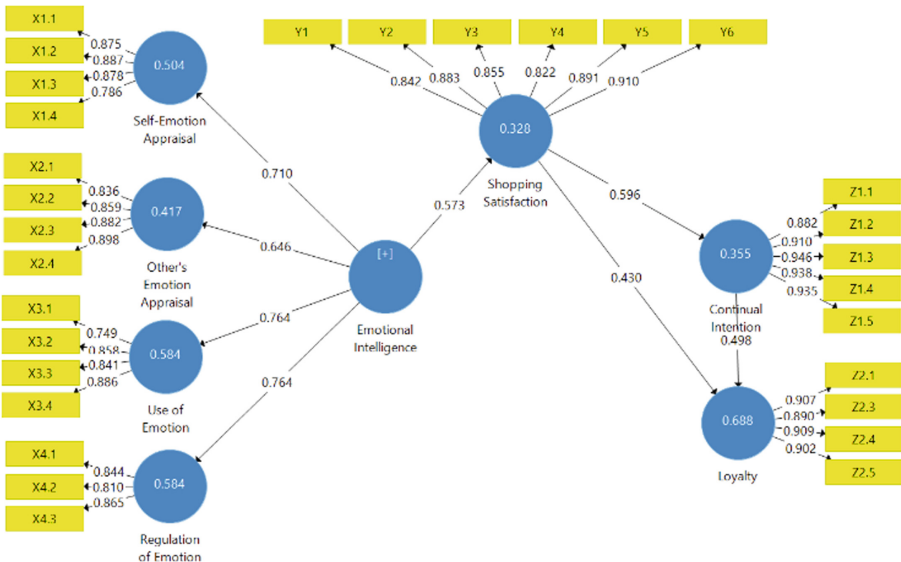 X1.1
X1.2
X1.3
X1.4
0.875
0.887
0.878
0.786
0.504
Self-Emotion
Appraisal
Y1
Y2
Y3
Y4
Y5
Y6
0.842
0.883
0.855
0.822
0.891
0.910
0.328
Shopping
Satisfaction
X2.1
X2.2
X2.3
X2.4
0.836
0.859
0.882
0.898
0.417
Other's
Emotion
Appraisal
0.710
0.646
0.764
0.764
0.573
[+]
Emotional
Intelligence
0.596
0.430
Z1.1
Z1.2
Z1.3
Z1.4
Z1.5
0.882
0.910
0.946
0.938
0.935
0.355
Continual
Intention
0.498
X3.1
X3.2
X3.3
X3.4
0.749
0.858
0.841
0.886
0.584
Use of
Emotion
Z2.1
Z2.3
Z2.4
Z2.5
0.907
0.890
0.909
0.902
0.688
Loyalty
X4.1
X4.2
X4.3
0.844
0.810
0.865
0.584
Regulation
of Emotion